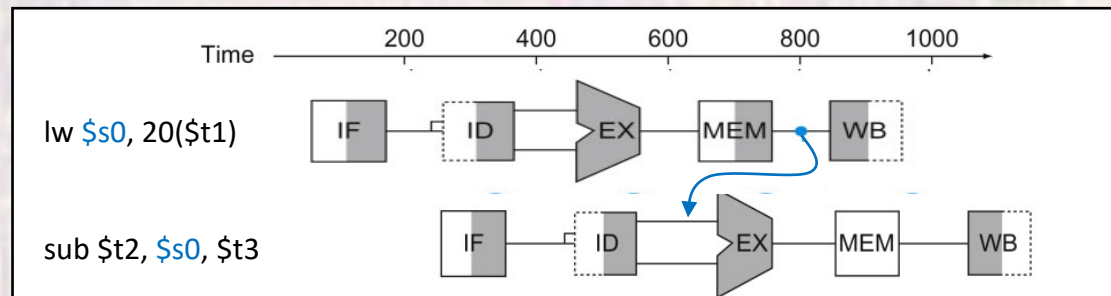 Time 200 400 600 800 1000
lw $s0, 20($t1) IF ID EX MEM WB
sub $t2, $s0, $t3 IF ID EX MEM WB